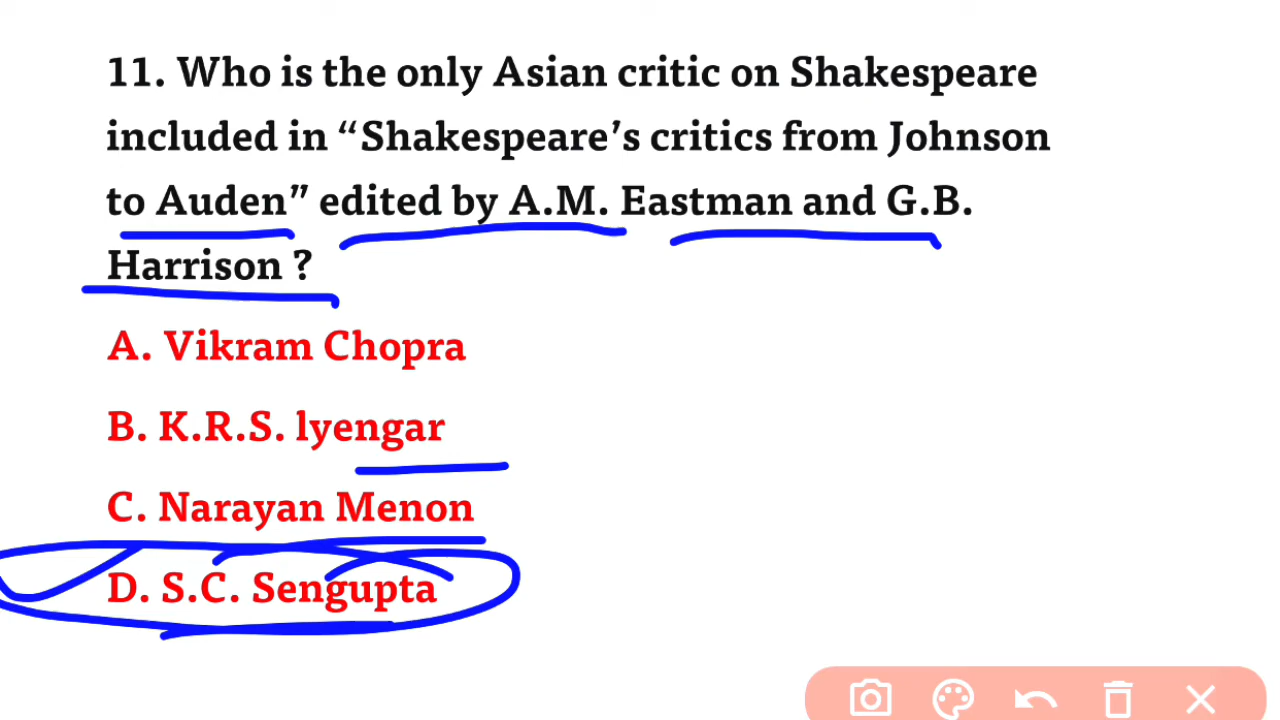 11. Who is the only Asian critic on Shakespeare
included in “Shakespeare’s critics from Johnson
to Auden” edited by A.M. Eastman and G.B.
Harrison ?
A. Vikram Chopra
B. K.R.S. lyengar
C. Narayan Menon
D. S.C. Sengupta